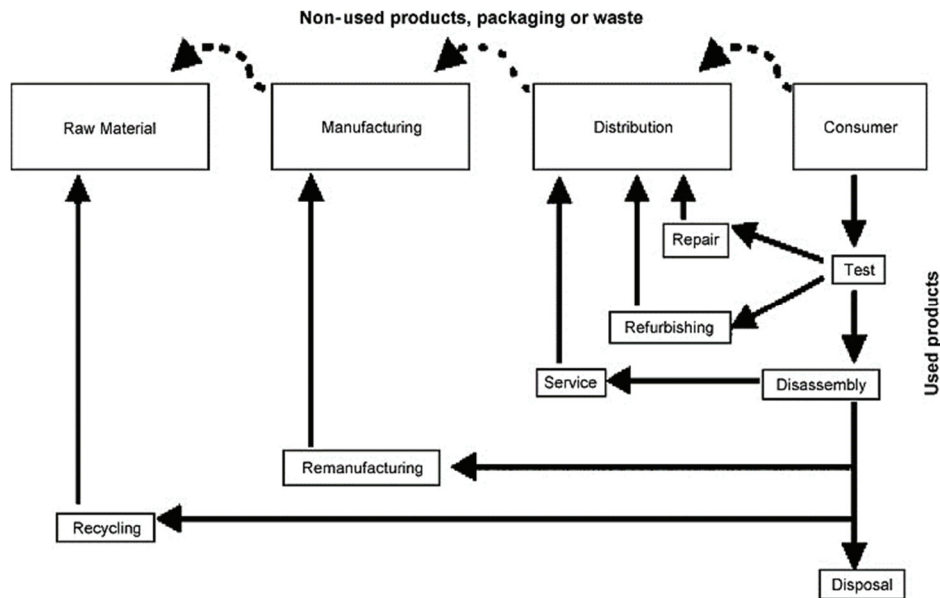 Non-used products, packaging or waste
Raw Material
Manufacturing
Distribution
Consumer
Repair
Test
Refurbishing
Service
Disassembly
Used products
Remanufacturing
Recycling
Disposal